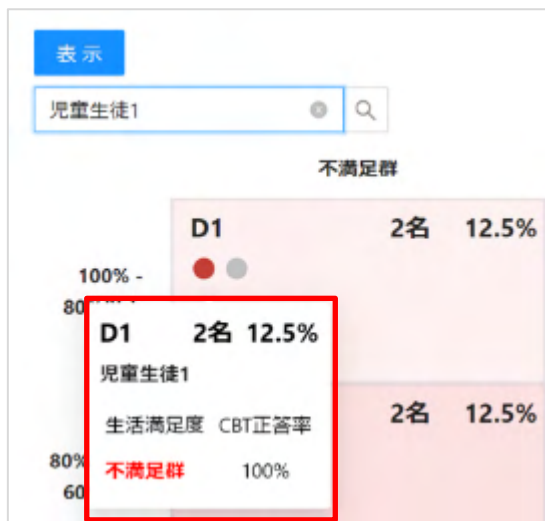 表示
児童生徒1
不満足群
D1 2名 12.5%
100% -
80
D1 2名 12.5%
児童生徒1
生活満足度 CBT正答率
不満足群 100%
2名 12.5%
80%
60